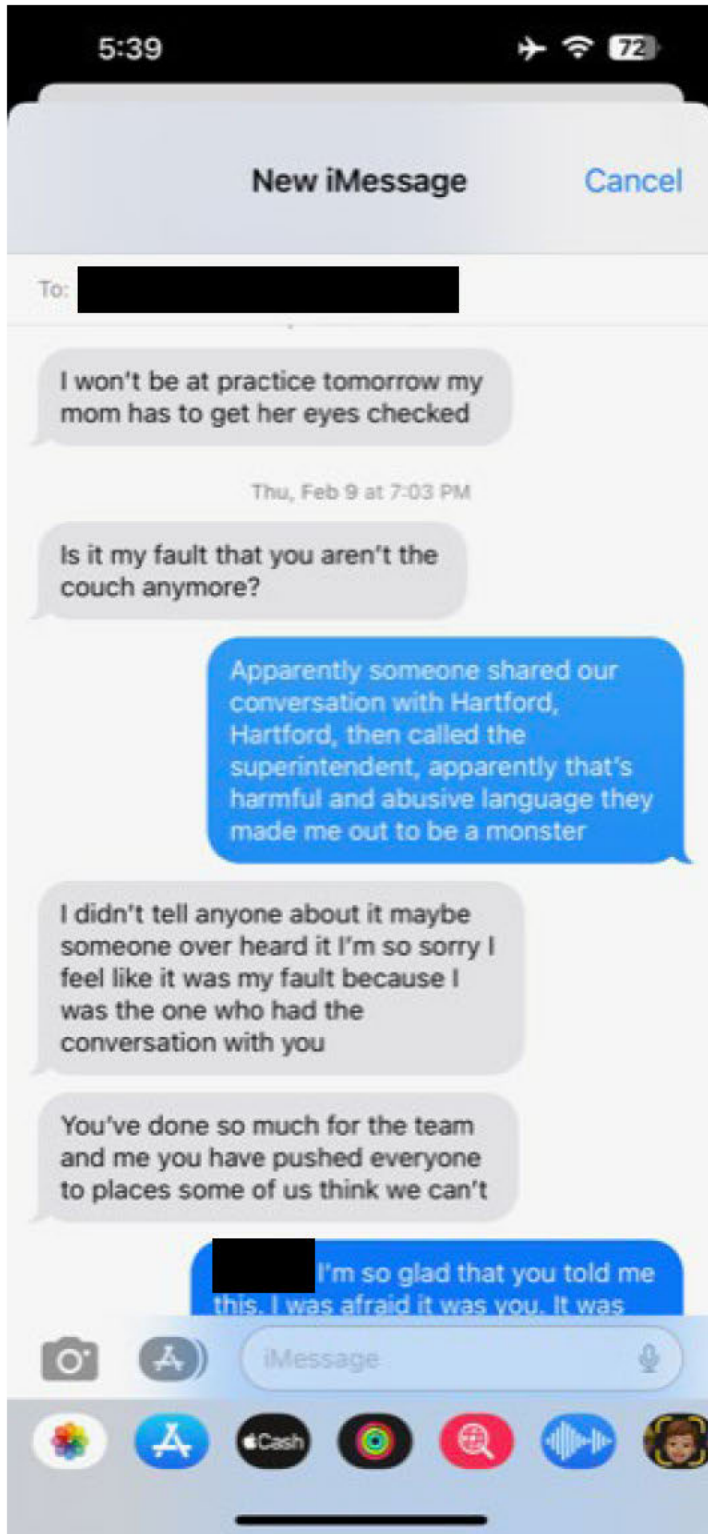 5:39
72
New iMessage
Cancel
To:
I won't be at practice tomorrow my
mom has to get her eyes checked
Thu, Feb 9 at 7:03 PM
Is it my fault that you aren't the
couch anymore?
Apparently someone shared our
conversation with Hartford,
Hartford, then called the
superintendent, apparently that's
harmful and abusive language they
made me out to be a monster
I didn't tell anyone about it maybe
someone over heard it I'm so sorry I
feel like it was my fault because I
was the one who had the
conversation with you
You've done so much for the team
and me you have pushed everyone
to places some of us think we can't
I'm so glad that you told me
this. I was afraid it was you. It was
iMessage
Cash